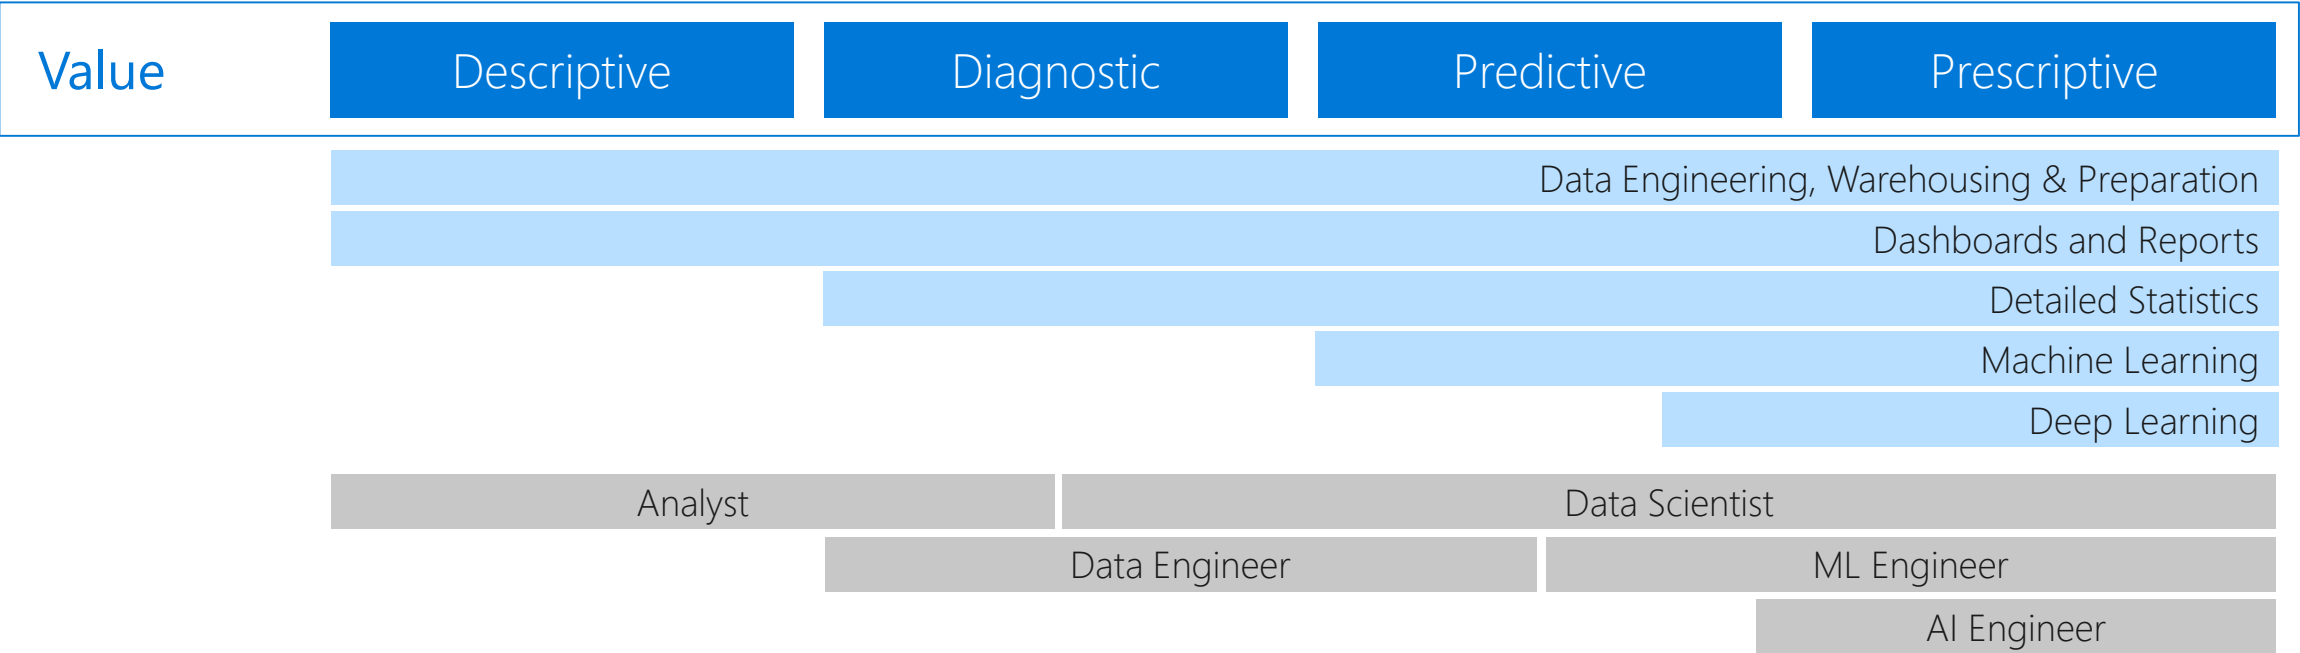 Value
Descriptive
Diagnostic
Predictive
Prescriptive
Data Engineering, Warehousing & Preparation
Dashboards and Reports
Detailed Statistics
Machine Learning
Deep Learning
Analyst
Data Scientist
Data Engineer
ML Engineer
AI Engineer